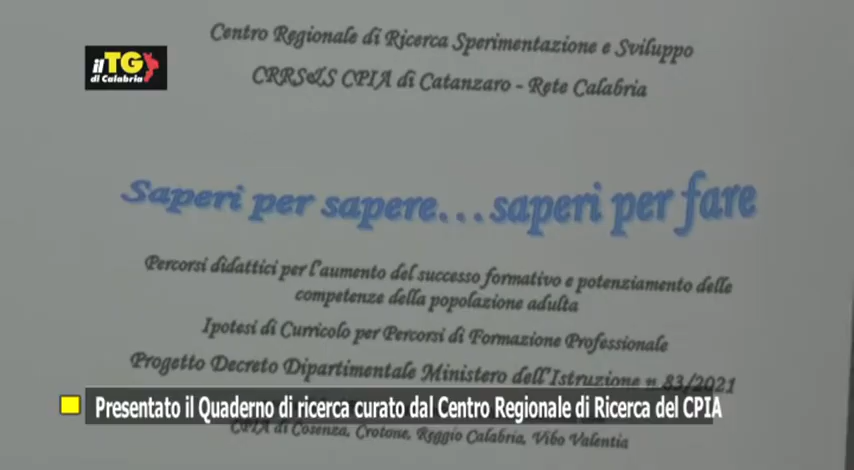 Centro Regionale di Ricerca Sperimentazione e Sviluppo
CRRS&S CPIA di Catanzaro - Rete Calabria
il TG
di Calabria
Saperi per sapere...saperi per fare
Percorsi didattici per l'aumento del successo formativo e potenziamento delle
competenze della popolazione adulta
Ipotesi di Curricolo per Percorsi di Formazione Professionale
Progetto Decreto Dipartimentale Ministero dell'Istruzione n.83/2021
Presentato il Quaderno di ricerca curato dal Centro Regionale di Ricerca del CPIA
CPIA di Cosenza, Crotone, Reggio Calabria, Vibo Valentia